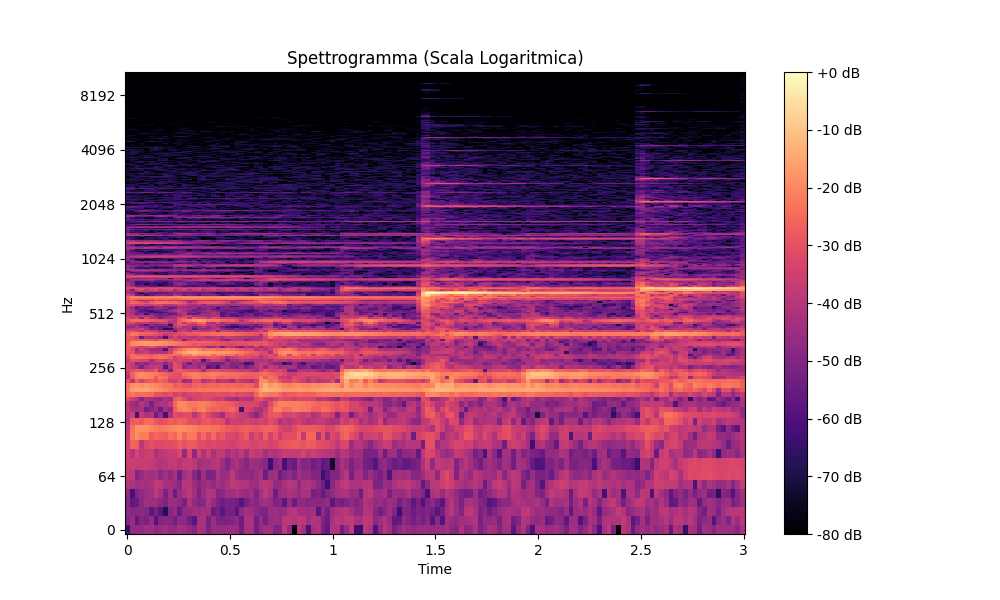 Spettrogramma (Scala Logaritmica)
Hz
8192
4096
2048
1024
512
256
128
64
0
0
0.5
1
1.5
2
2.5
3
Time
+0 dB
-10 dB
-20 dB
-30 dB
-40 dB
-50 dB
-60 dB
-70 dB
-80 dB